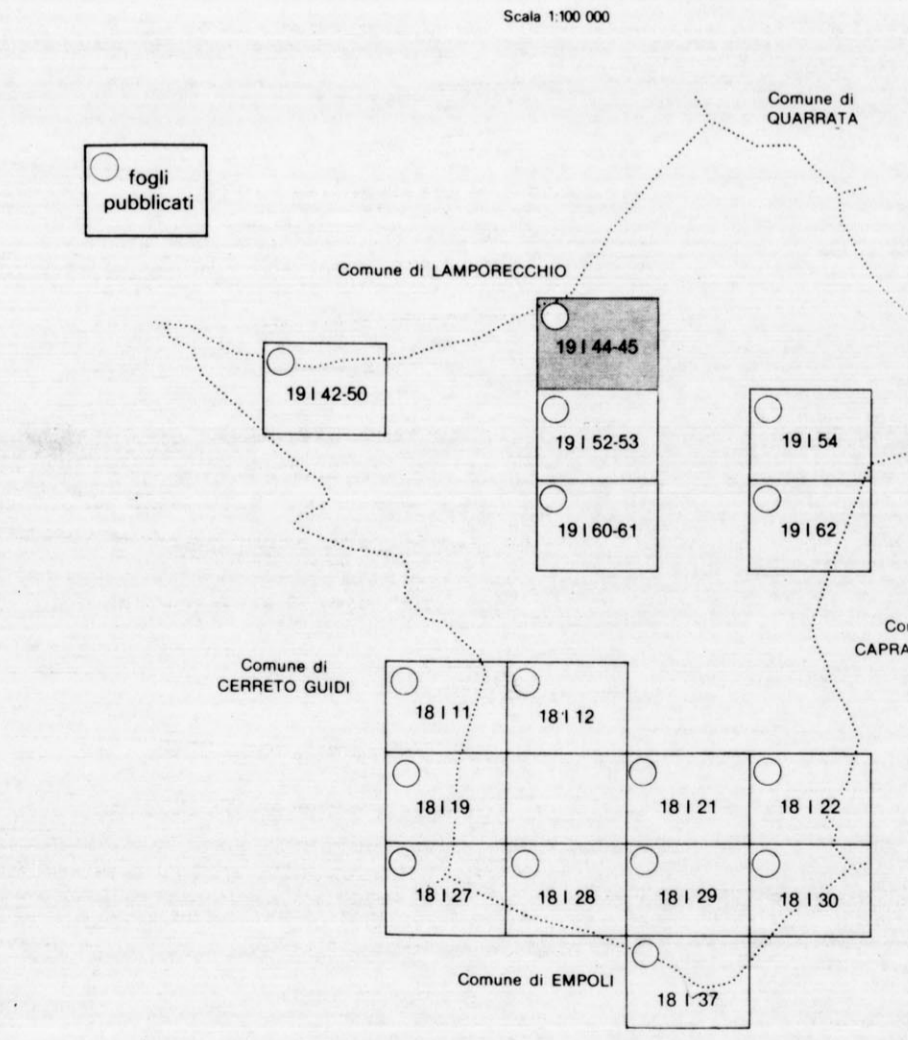 Scala 1:100 000
Comune di
QUARRATA
fogli
pubblicati
Comune di LAMPORECCHIO
19 I 44-45
19 I 42-50
19 I 52-53
19 I 54
19 I 60-61
19 I 62
Comune di
CERRETO GUIDI
18 I 11
18 I 12
18 I 19
18 I 21
18 I 22
18 I 27
18 I 28
18 I 29
18 I 30
Comune di EMPOLI
18 I 37